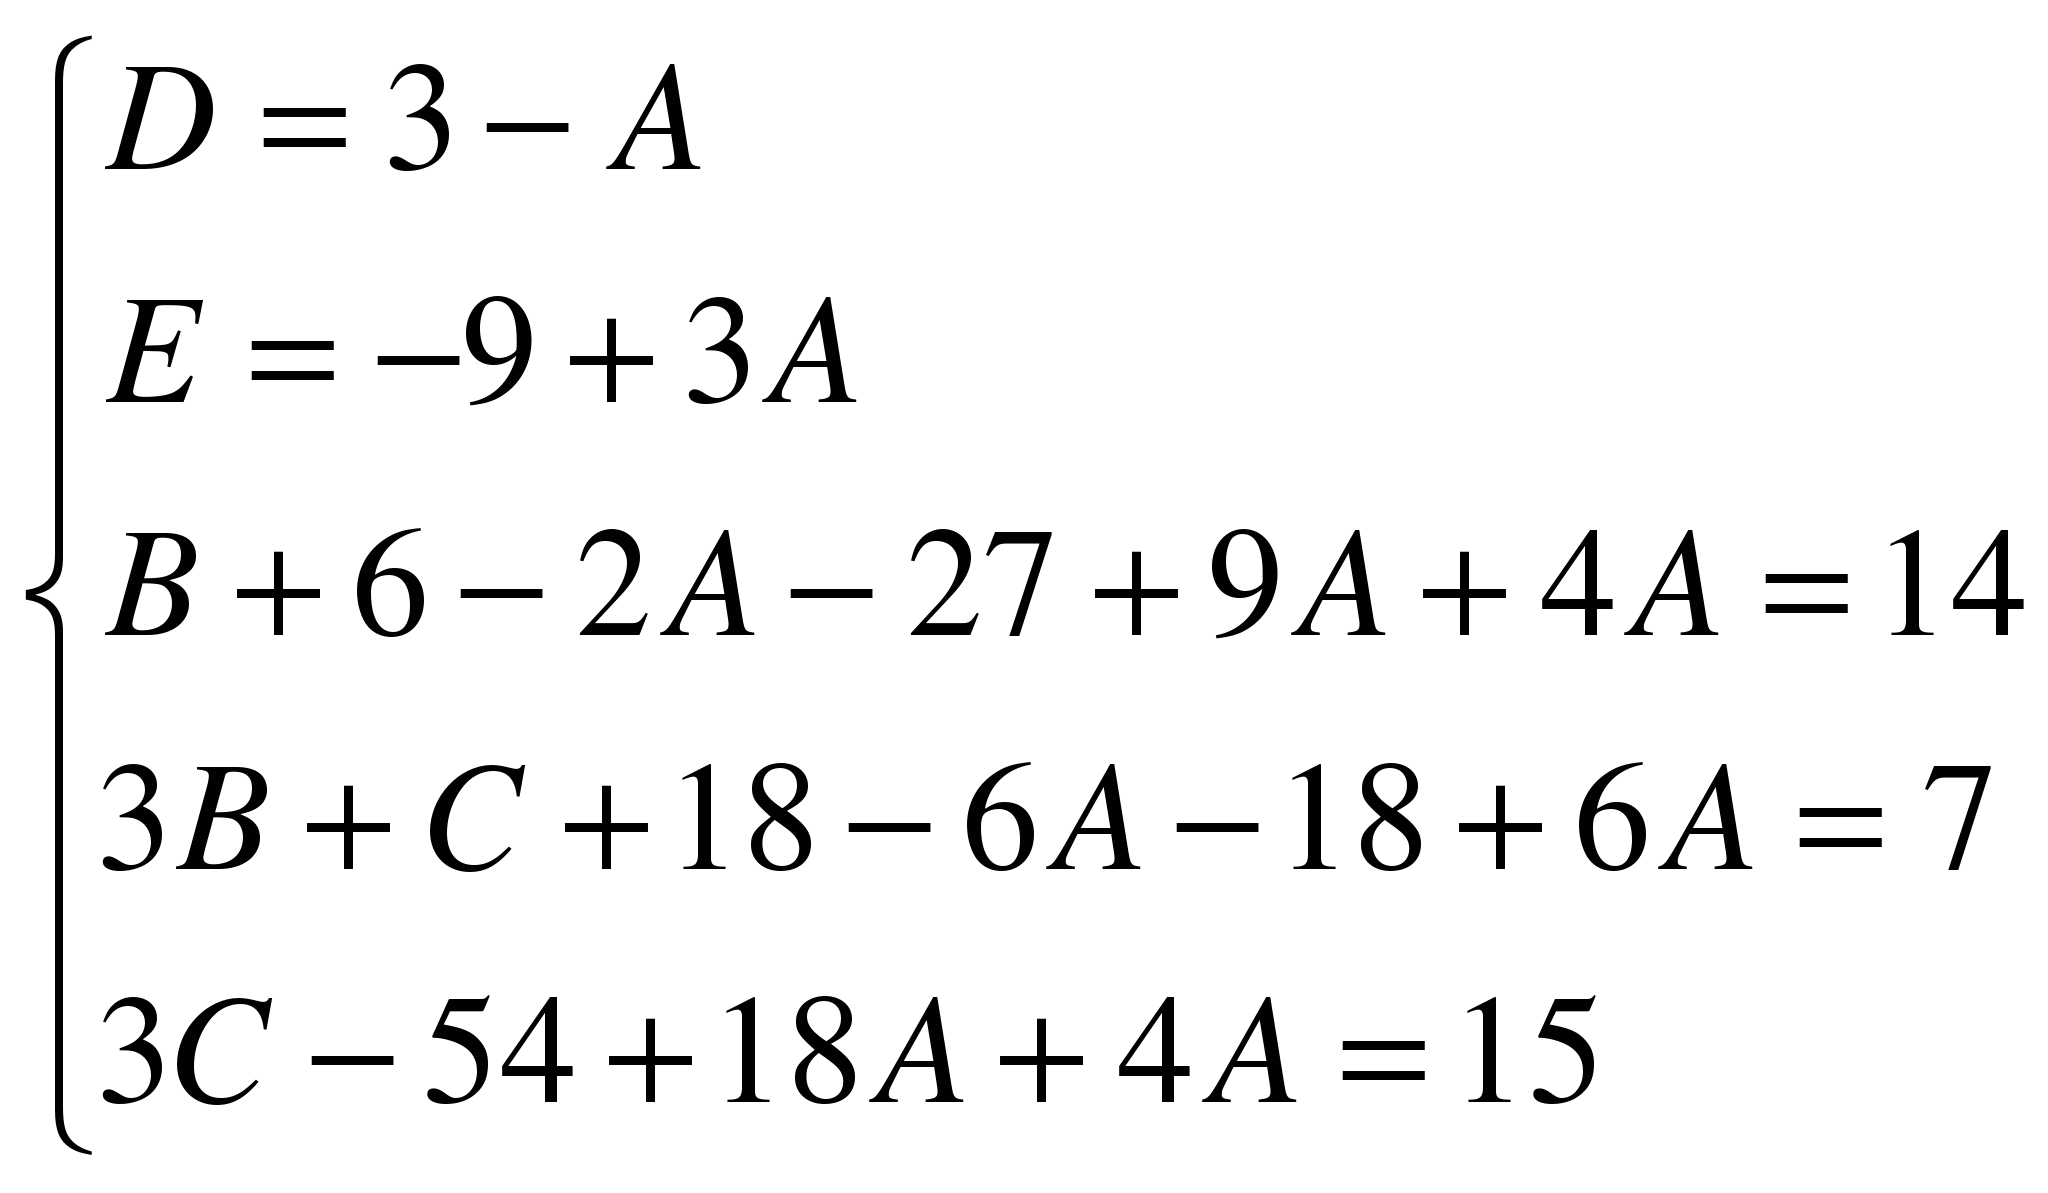 D = 3 − A
E = −9 + 3A
B + 6 − 2A − 27 + 9A + 4A = 14
3B + C + 18 − 6A − 18 + 6A = 7
3C − 54 + 18A + 4A = 15